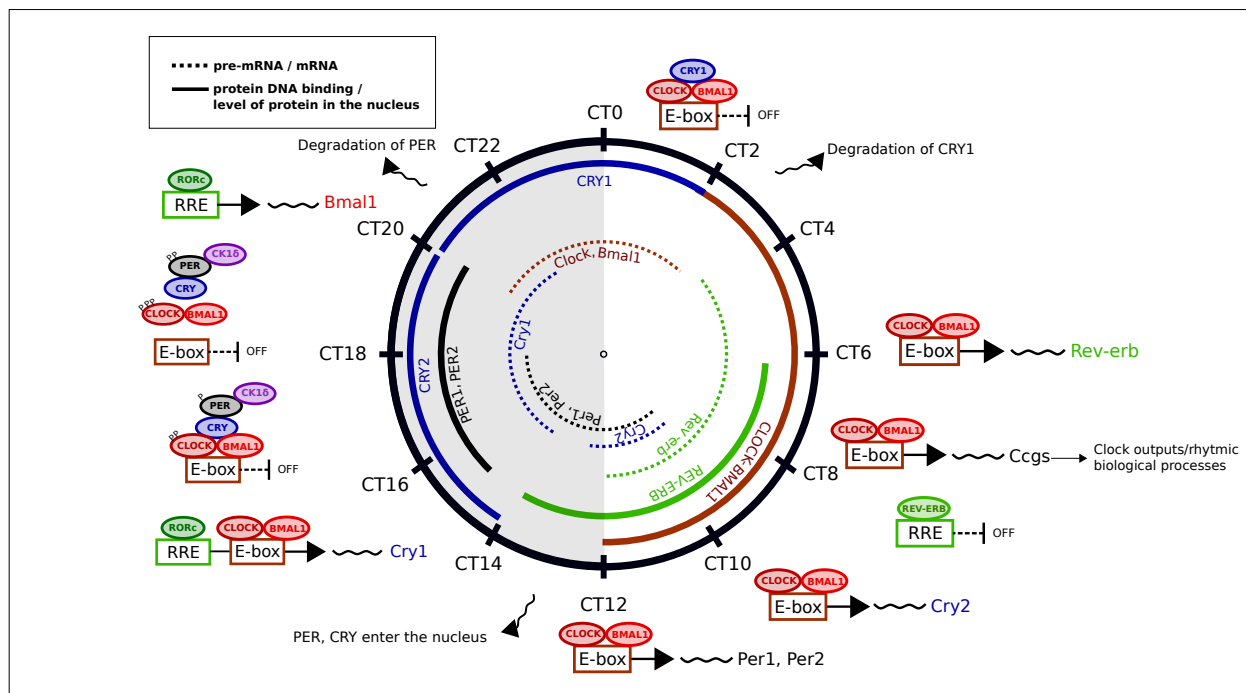 pre-mRNA / mRNA
protein DNA binding /
level of protein in the nucleus
CRY1
CLOCK
BMAL1
E-box
OFF
CT0
CT2
CT4
CT6
CT8
CT10
CT12
CT14
CT16
CT18
CT20
CT22
Degradation of PER
Degradation of CRY1
RORc
RRE
Bmal1
PP
PER
CK1δ
CRY
PPP
CLOCK
BMAL1
E-box
OFF
P
PER
CK1δ
CRY
PP
CLOCK
BMAL1
E-box
OFF
RORc
RRE
CLOCK
BMAL1
E-box
Cry1
PER, CRY enter the nucleus
CLOCK
BMAL1
E-box
Per1, Per2
CLOCK
BMAL1
E-box
Cry2
REV-ERB
RRE
OFF
CLOCK
BMAL1
E-box
Ccgs
Clock outputs/rhytmic
biological processes
CLOCK
BMAL1
E-box
Rev-erb
CRY1
CRY2
PER1, PER2
CLOCK-BMAL1
REV-ERB
Clock, Bmal1
Cry1
Per1, Per2
Cry2
Rev-erb